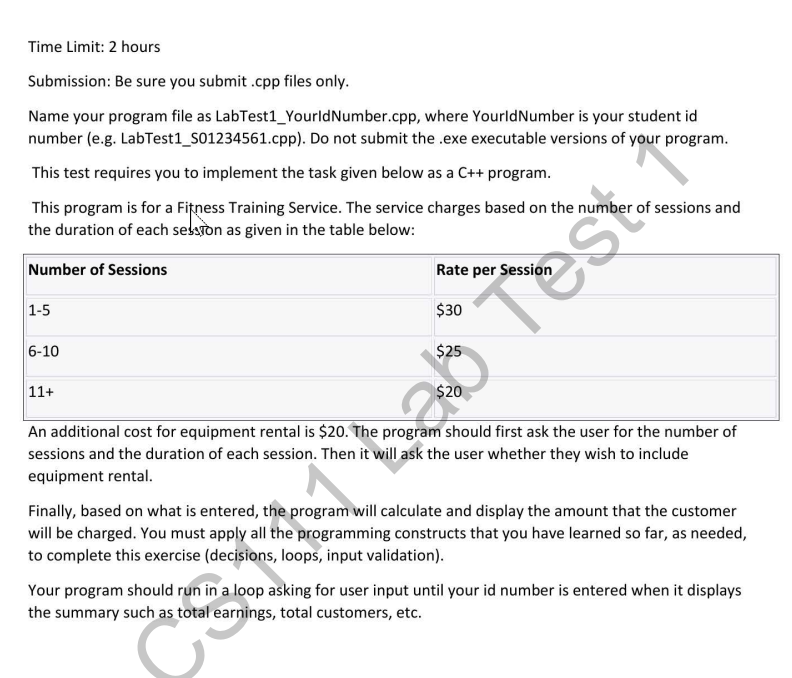 Time Limit: 2 hours
Submission: Be sure you submit .cpp files only.
Name your program file as LabTest1_YourIdNumber.cpp, where YourIdNumber is your student id
number (e.g. LabTest1_S01234561.cpp). Do not submit the .exe executable versions of your program.
This test requires you to implement the task given below as a C++ program.
This program is for a Fitness Training Service. The service charges based on the number of sessions and
the duration of each session as given in the table below:
Number of Sessions Rate per Session
1-5 $30
6-10 $25
11+ $20
An additional cost for equipment rental is $20. The program should first ask the user for the number of
sessions and the duration of each session. Then it will ask the user whether they wish to include
equipment rental.
Finally, based on what is entered, the program will calculate and display the amount that the customer
will be charged. You must apply all the programming constructs that you have learned so far, as needed,
to complete this exercise (decisions, loops, input validation).
Your program should run in a loop asking for user input until your id number is entered when it displays
the summary such as total earnings, total customers, etc.
CS111 Lab Test 1